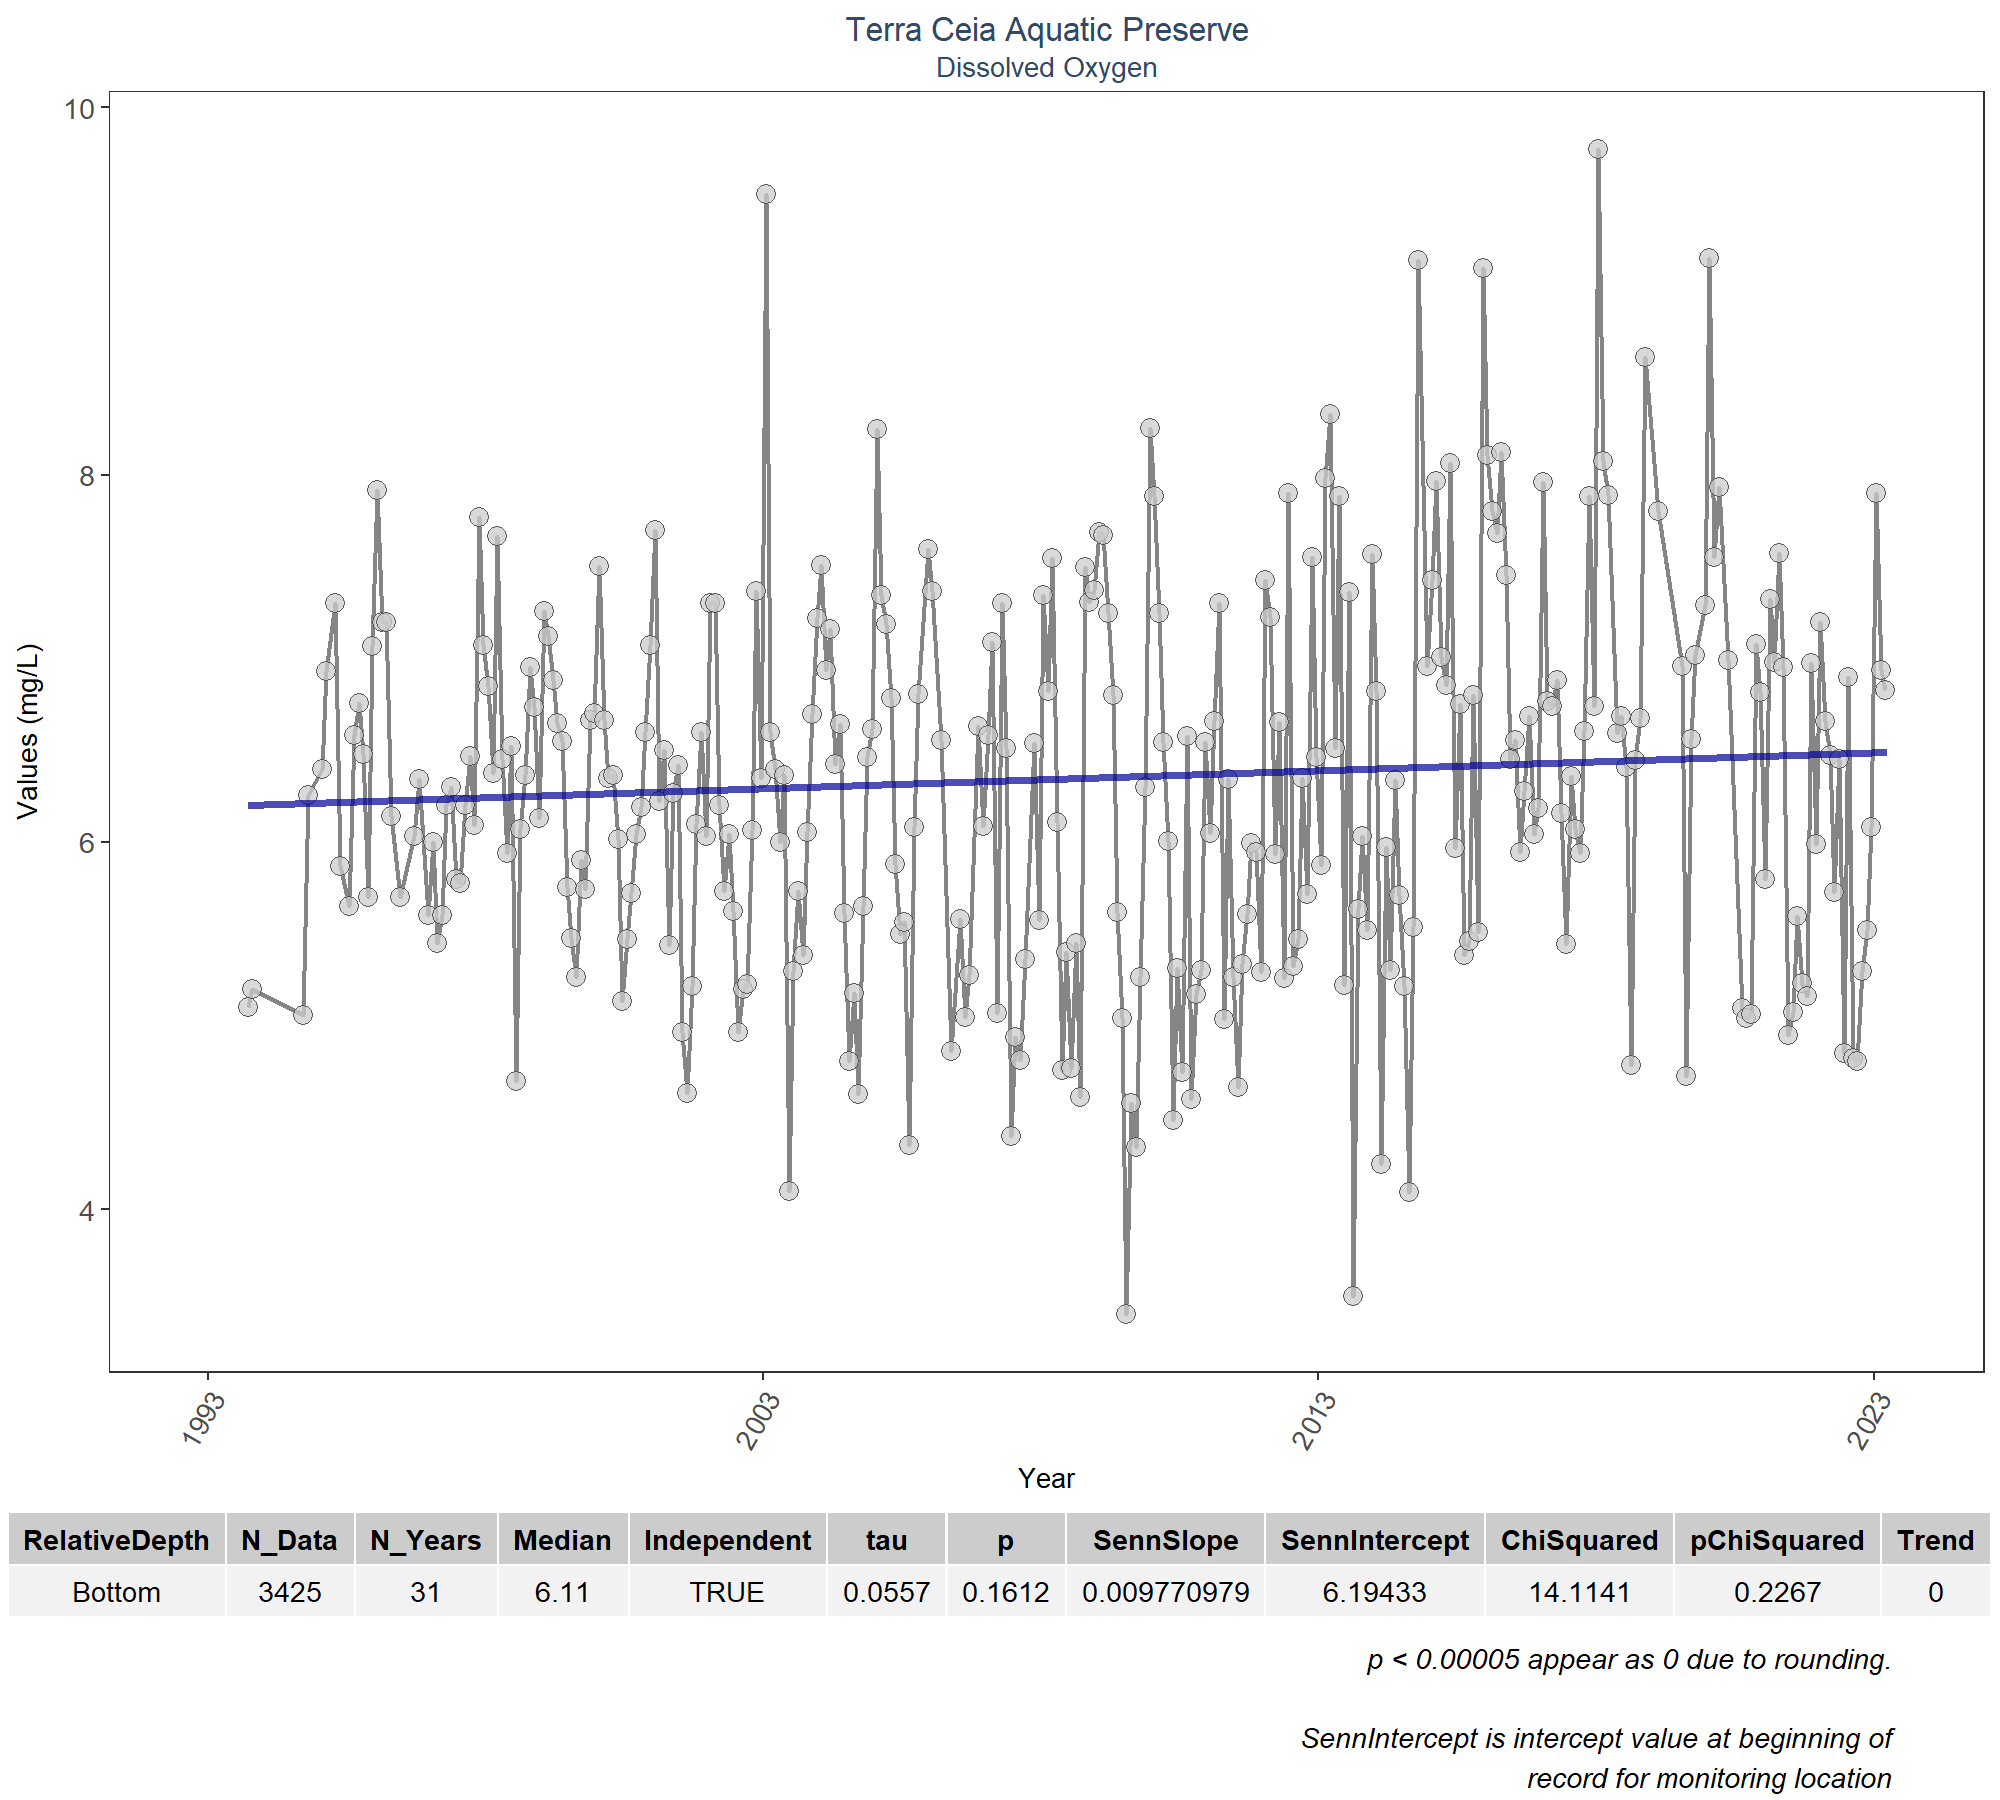 Terra Ceia Aquatic Preserve
Dissolved Oxygen
10
8
6
4
Values (mg/L)
1993
2003
2013
2023
Year
RelativeDepth N_Data N_Years Median Independent tau p SennSlope SennIntercept ChiSquared pChiSquared Trend
Bottom 3425 31 6.11 TRUE 0.0557 0.1612 0.009770979 6.19433 14.1141 0.2267 0
p < 0.00005 appear as 0 due to rounding.
SennIntercept is intercept value at beginning of
record for monitoring location